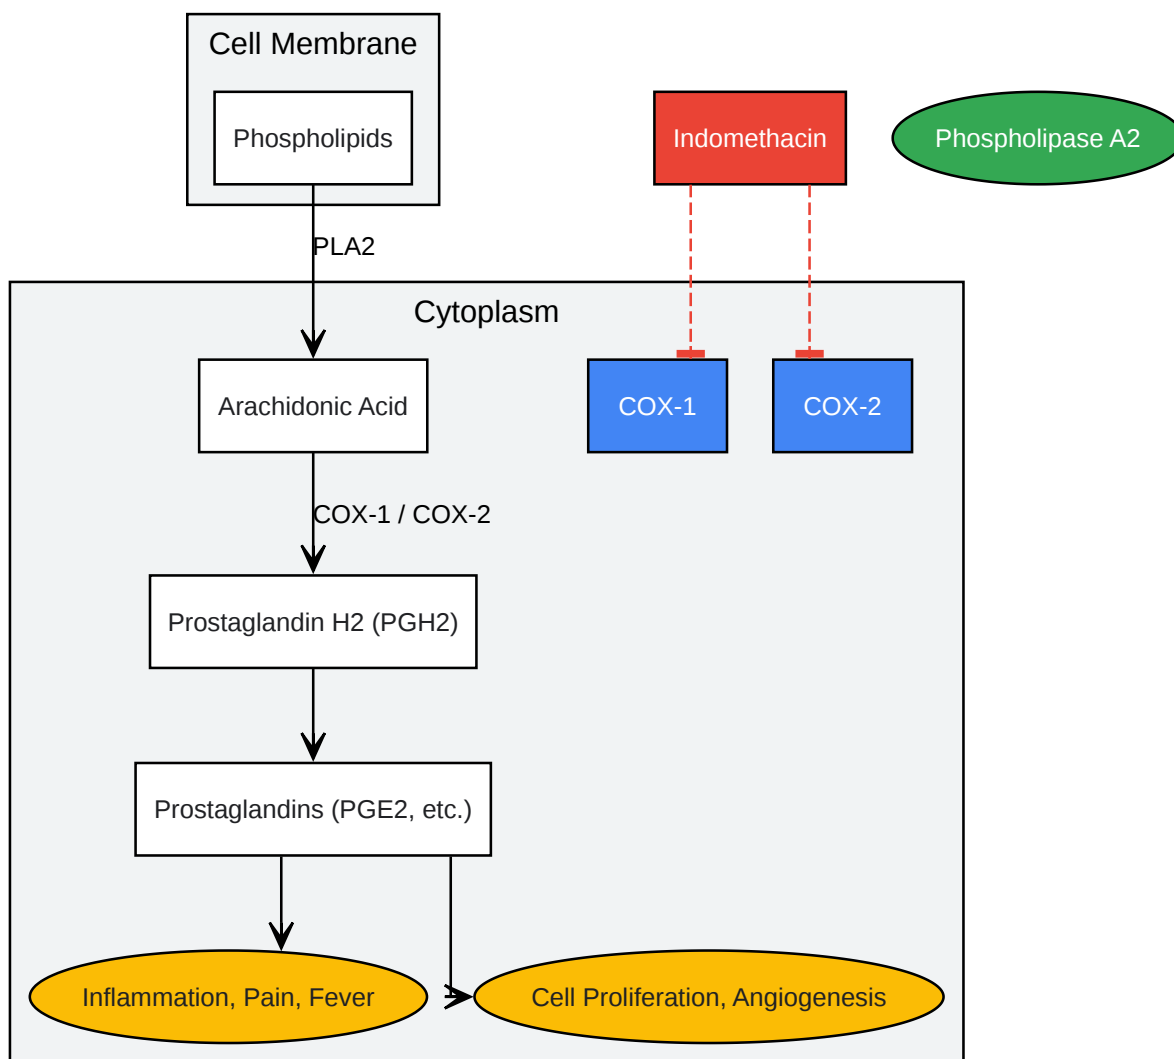 Cell Membrane
Phospholipids
Indomethacin
Phospholipase A2
PLA2
Cytoplasm
Arachidonic Acid
COX-1
COX-2
COX-1 / COX-2
Prostaglandin H2 (PGH2)
Prostaglandins (PGE2, etc.)
Inflammation, Pain, Fever
Cell Proliferation, Angiogenesis